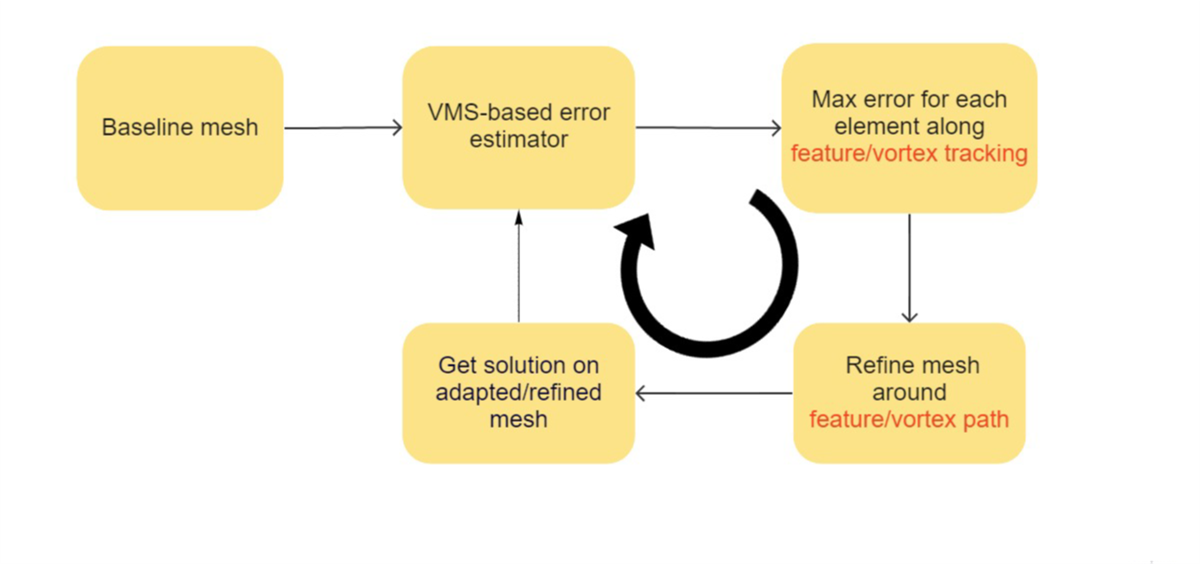 Baseline mesh
VMS-based error
estimator
Max error for each
element along
feature/vortex tracking
Get solution on
adapted/refined
mesh
Refine mesh
around
feature/vortex path